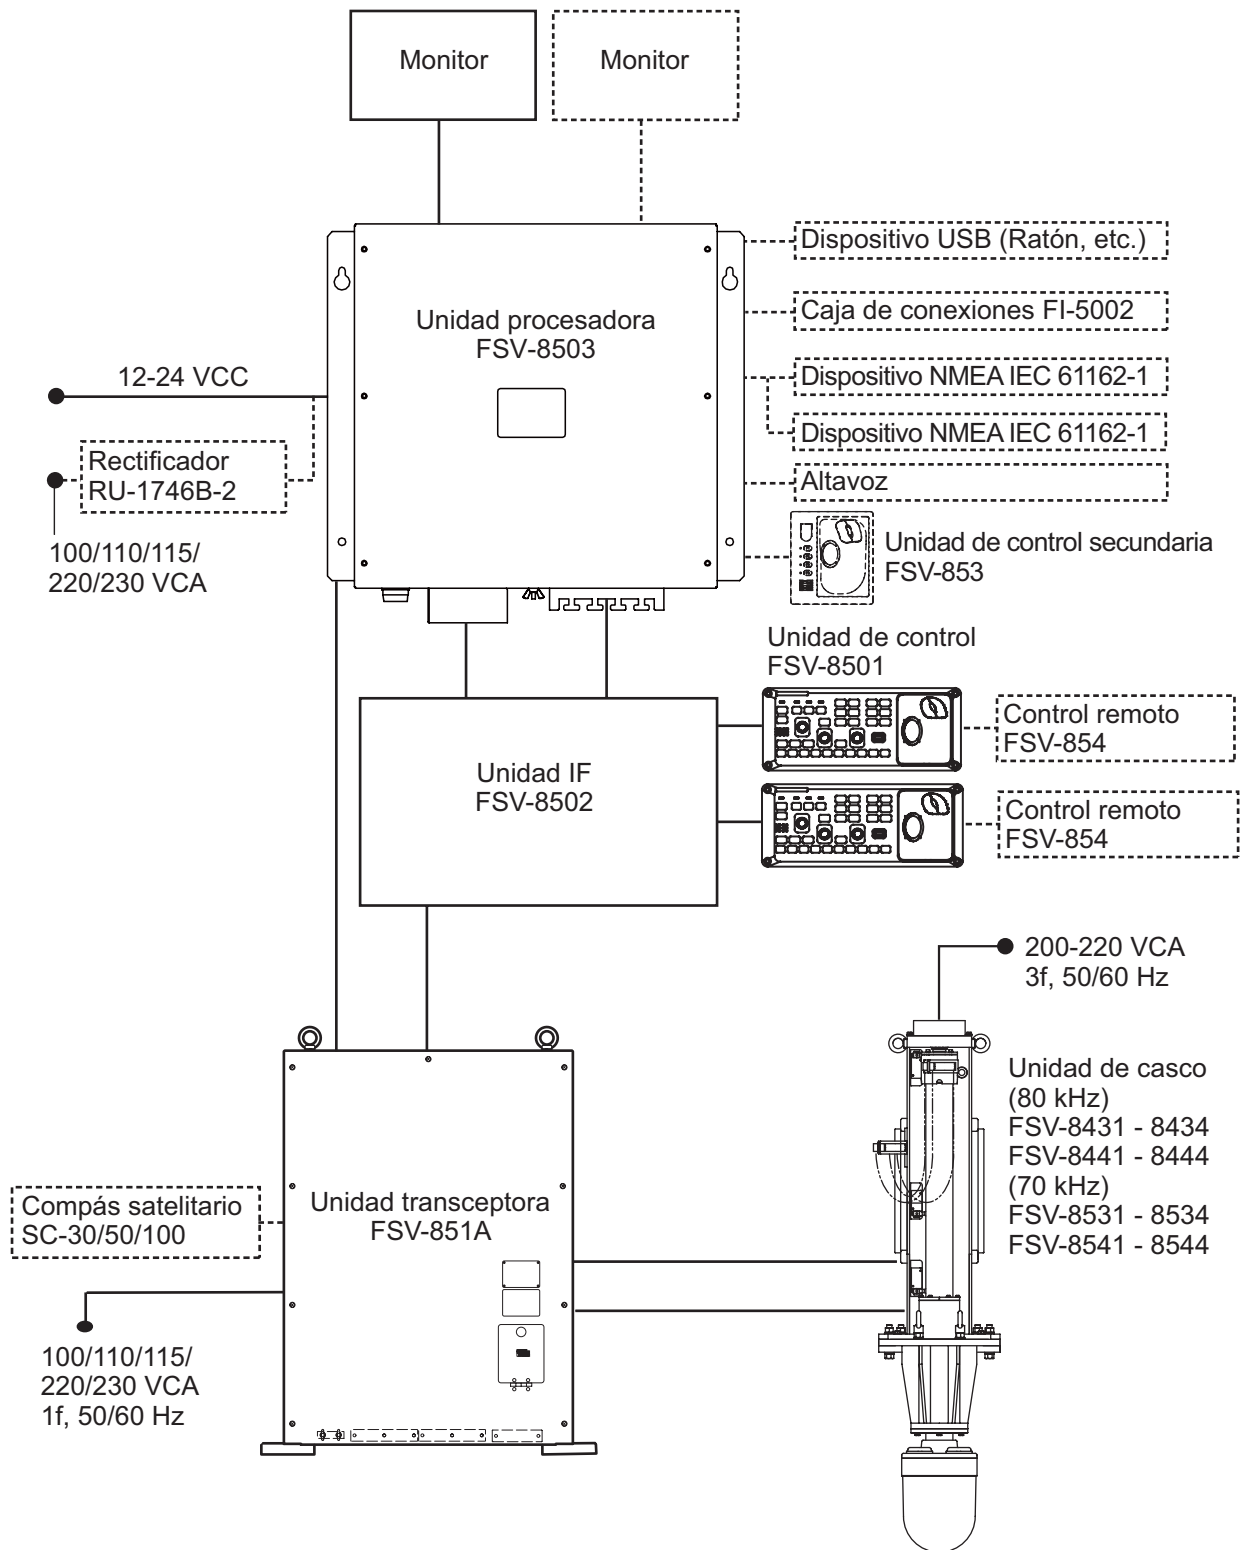 Monitor
Monitor
Dispositivo USB (Ratón, etc.)
Caja de conexiones FI-5002
Unidad procesadora
FSV-8503
12-24 VCC
Dispositivo NMEA IEC 61162-1
Dispositivo NMEA IEC 61162-1
Rectificador
RU-1746B-2
Altavoz
100/110/115/
220/230 VCA
Unidad de control secundaria
FSV-853
Unidad de control
FSV-8501
Control remoto
FSV-854
Unidad IF
FSV-8502
Control remoto
FSV-854
200-220 VCA
3f, 50/60 Hz
Unidad de casco
(80 kHz)
FSV-8431 - 8434
FSV-8441 - 8444
(70 kHz)
FSV-8531 - 8534
FSV-8541 - 8544
Compás satelitario
SC-30/50/100
Unidad transceptora
FSV-851A
100/110/115/
220/230 VCA
1f, 50/60 Hz